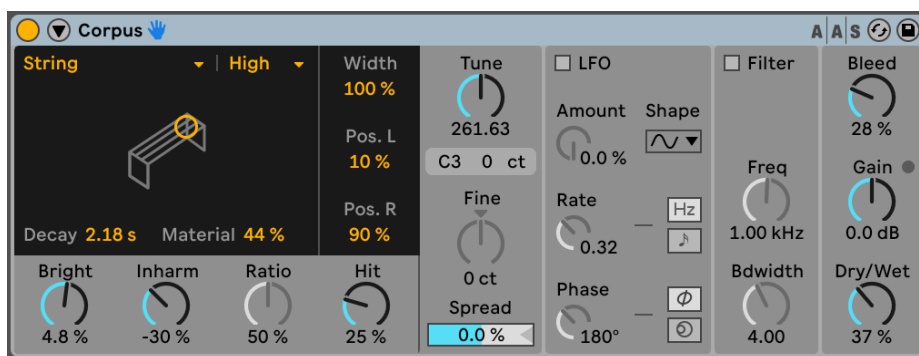 Corpus
A A S
String
High
Width
100 %
Pos. L
10 %
Pos. R
90 %
Decay 2.18 s
Material 44 %
Bright
4.8 %
Inharm
-30 %
Ratio
50 %
Hit
25 %
Tune
261.63
C3 0 ct
Fine
0 ct
Spread
0.0 %
LFO
Amount
0.0 %
Shape
Rate
0.32
Hz
Phase
180°
Filter
Freq
1.00 kHz
Bdwidth
4.00
Bleed
28 %
Gain
0.0 dB
Dry/Wet
37 %